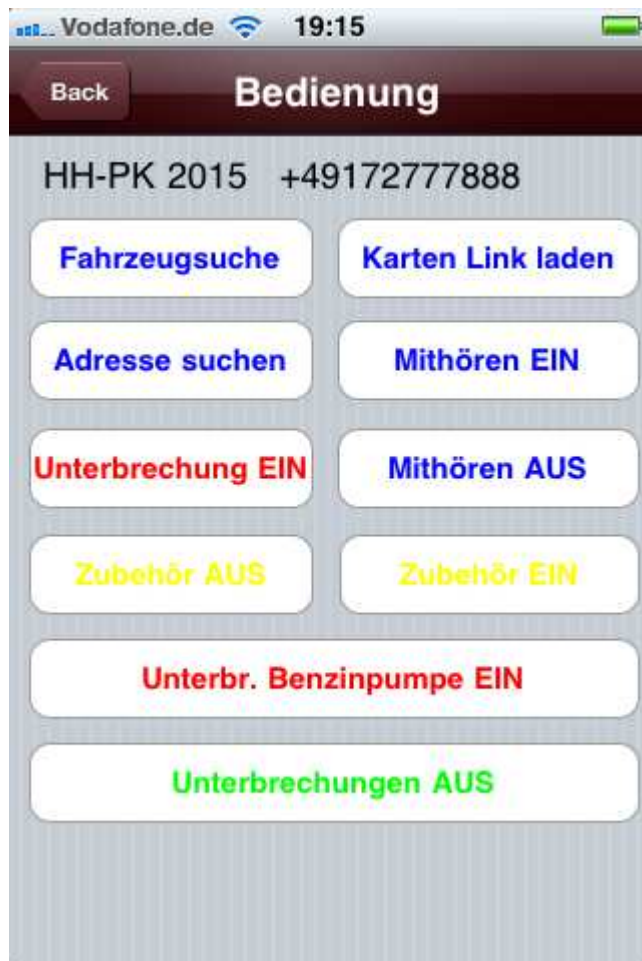 Vodafone.de 19:15
Back Bedienung
HH-PK 2015 +49172777888
Fahrzeugsuche Karten Link laden
Adresse suchen Mithören EIN
Unterbrechung EIN Mithören AUS
Zubehör AUS Zubehör EIN
Unterbr. Benzinpumpe EIN
Unterbrechungen AUS